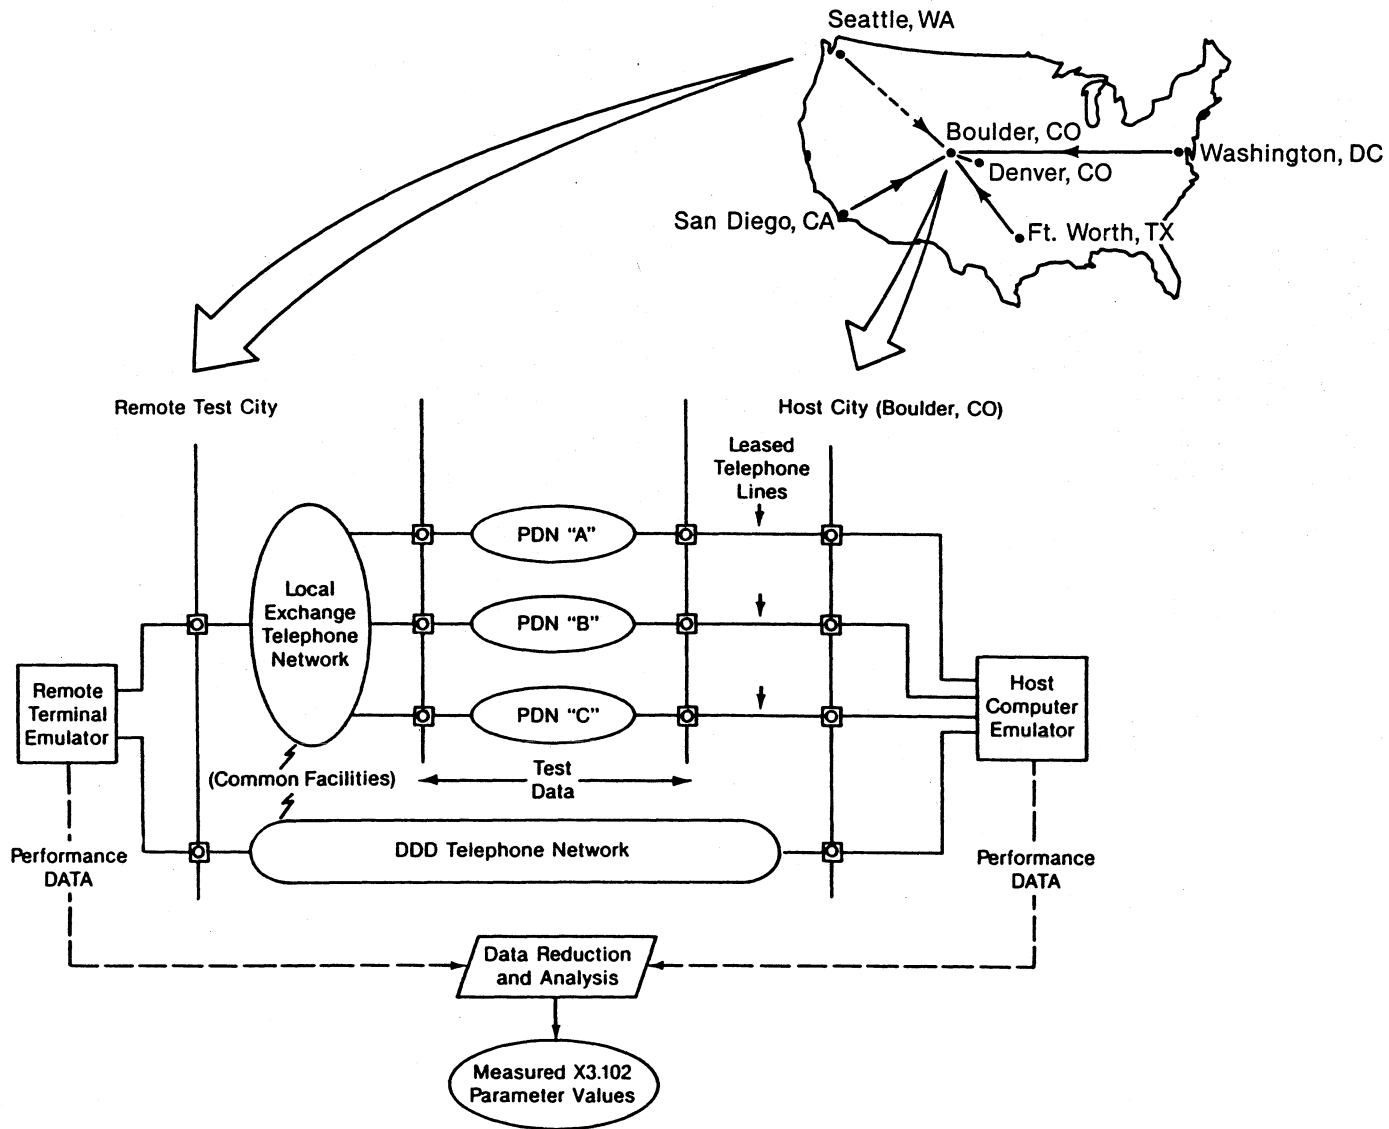 Seattle, WA
Boulder, CO
Washington, DC
Denver, CO
San Diego, CA
Ft. Worth, TX
Remote Test City
Host City (Boulder, CO)
Leased
Telephone
Lines
PDN "A"
Local
Exchange
Telephone
Network
PDN "B"
PDN "C"
Remote
Terminal
Emulator
Host
Computer
Emulator
(Common Facilities)
Test
Data
DDD Telephone Network
Performance
DATA
Performance
DATA
Data Reduction
and Analysis
Measured X3.102
Parameter Values